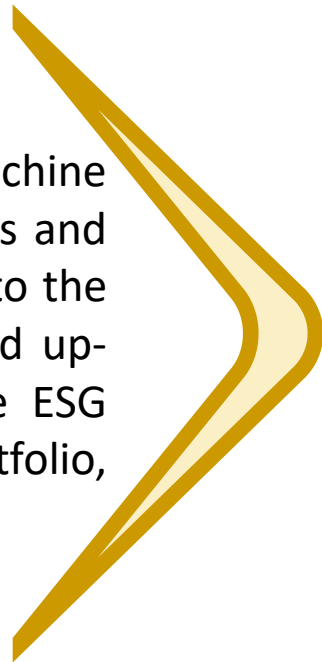 chine
s and
to the
d up-
e ESG
tfolio,